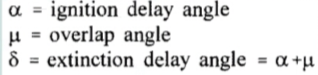 α = ignition delay angle
μ = overlap angle
δ = extinction delay angle = α+μ